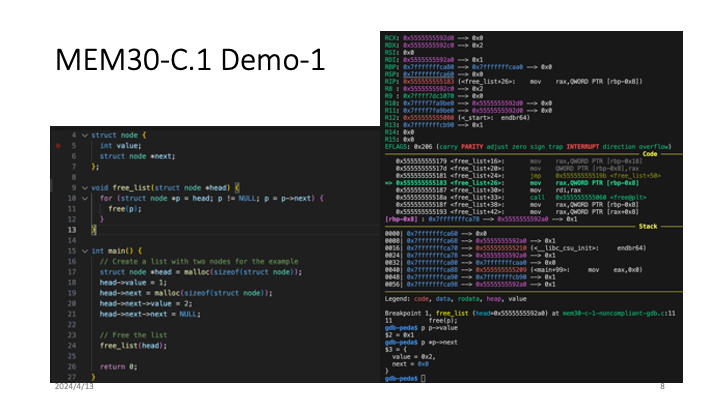 MEM30-C.1 Demo-1
4 struct node {
5 int value;
6 struct node *next;
7 };
8
9 void free_list(struct node *head) {
10 for (struct node *p = head; p != NULL; p = p->next) {
11 free(p);
12 }
13 }
14
15 int main() {
16 // Create a list with two nodes for the example
17 struct node *head = malloc(sizeof(struct node));
18 head->value = 1;
19 head->next = malloc(sizeof(struct node));
20 head->next->value = 2;
21 head->next->next = NULL;
22
23 // Free the list
24 free_list(head);
25
26 return 0;
27 }
RCX: 0x5555555592d0 --> 0x0
RDX: 0x5555555592c0 --> 0x2
RSI: 0x0
RDI: 0x5555555592a0 --> 0x1
RBP: 0x7fffffffca80 --> 0x7fffffffcaa0 --> 0x0
RSP: 0x7fffffffca60 --> 0x0
RIP: 0x555555555183 (<free_list+26>: mov rax,QWORD PTR [rbp-0x8])
R8 : 0x5555555592c0 --> 0x2
R9 : 0x7ffff7dc1070 --> 0x0
R10: 0x7ffff7fa9be0 --> 0x5555555592d0 --> 0x0
R11: 0x7ffff7fa9be0 --> 0x5555555592d0 --> 0x0
R12: 0x555555555080 (<_start>: endbr64)
R13: 0x7fffffffcb90 --> 0x1
R14: 0x0
R15: 0x0
EFLAGS: 0x206 (carry PARITY adjust zero sign trap INTERRUPT direction overflow)
Code
0x555555555179 <free_list+16>: mov rax,QWORD PTR [rbp-0x18]
0x55555555517d <free_list+20>: mov QWORD PTR [rbp-0x8],rax
0x555555555181 <free_list+24>: jmp 0x55555555519b <free_list+50>
=> 0x555555555183 <free_list+26>: mov rax,QWORD PTR [rbp-0x8]
0x555555555187 <free_list+30>: mov rdi,rax
0x55555555518a <free_list+33>: call 0x555555555060 <free@plt>
0x55555555518f <free_list+38>: mov rax,QWORD PTR [rbp-0x8]
0x555555555193 <free_list+42>: mov rax,QWORD PTR [rax+0x8]
[rbp-0x8] : 0x7fffffffca78 --> 0x5555555592a0 --> 0x1
Stack
0000| 0x7fffffffca60 --> 0x0
0008| 0x7fffffffca68 --> 0x5555555592a0 --> 0x1
0016| 0x7fffffffca70 --> 0x555555555210 (<__libc_csu_init>: endbr64)
0024| 0x7fffffffca78 --> 0x5555555592a0 --> 0x1
0032| 0x7fffffffca80 --> 0x7fffffffcaa0 --> 0x0
0040| 0x7fffffffca88 --> 0x555555555209 (<main+99>: mov eax,0x0)
0048| 0x7fffffffca90 --> 0x7fffffffcb90 --> 0x1
0056| 0x7fffffffca98 --> 0x5555555592a0 --> 0x1
Legend: code, data, rodata, heap, value
Breakpoint 1, free_list (head=0x5555555592a0) at mem30-c-1-noncompliant-gdb.c:11
11 free(p);
gdb-peda$ p p->value
$2 = 0x1
gdb-peda$ p *p->next
$3 = {
value = 0x2,
next = 0x0
}
gdb-peda$
2024/4/13
8